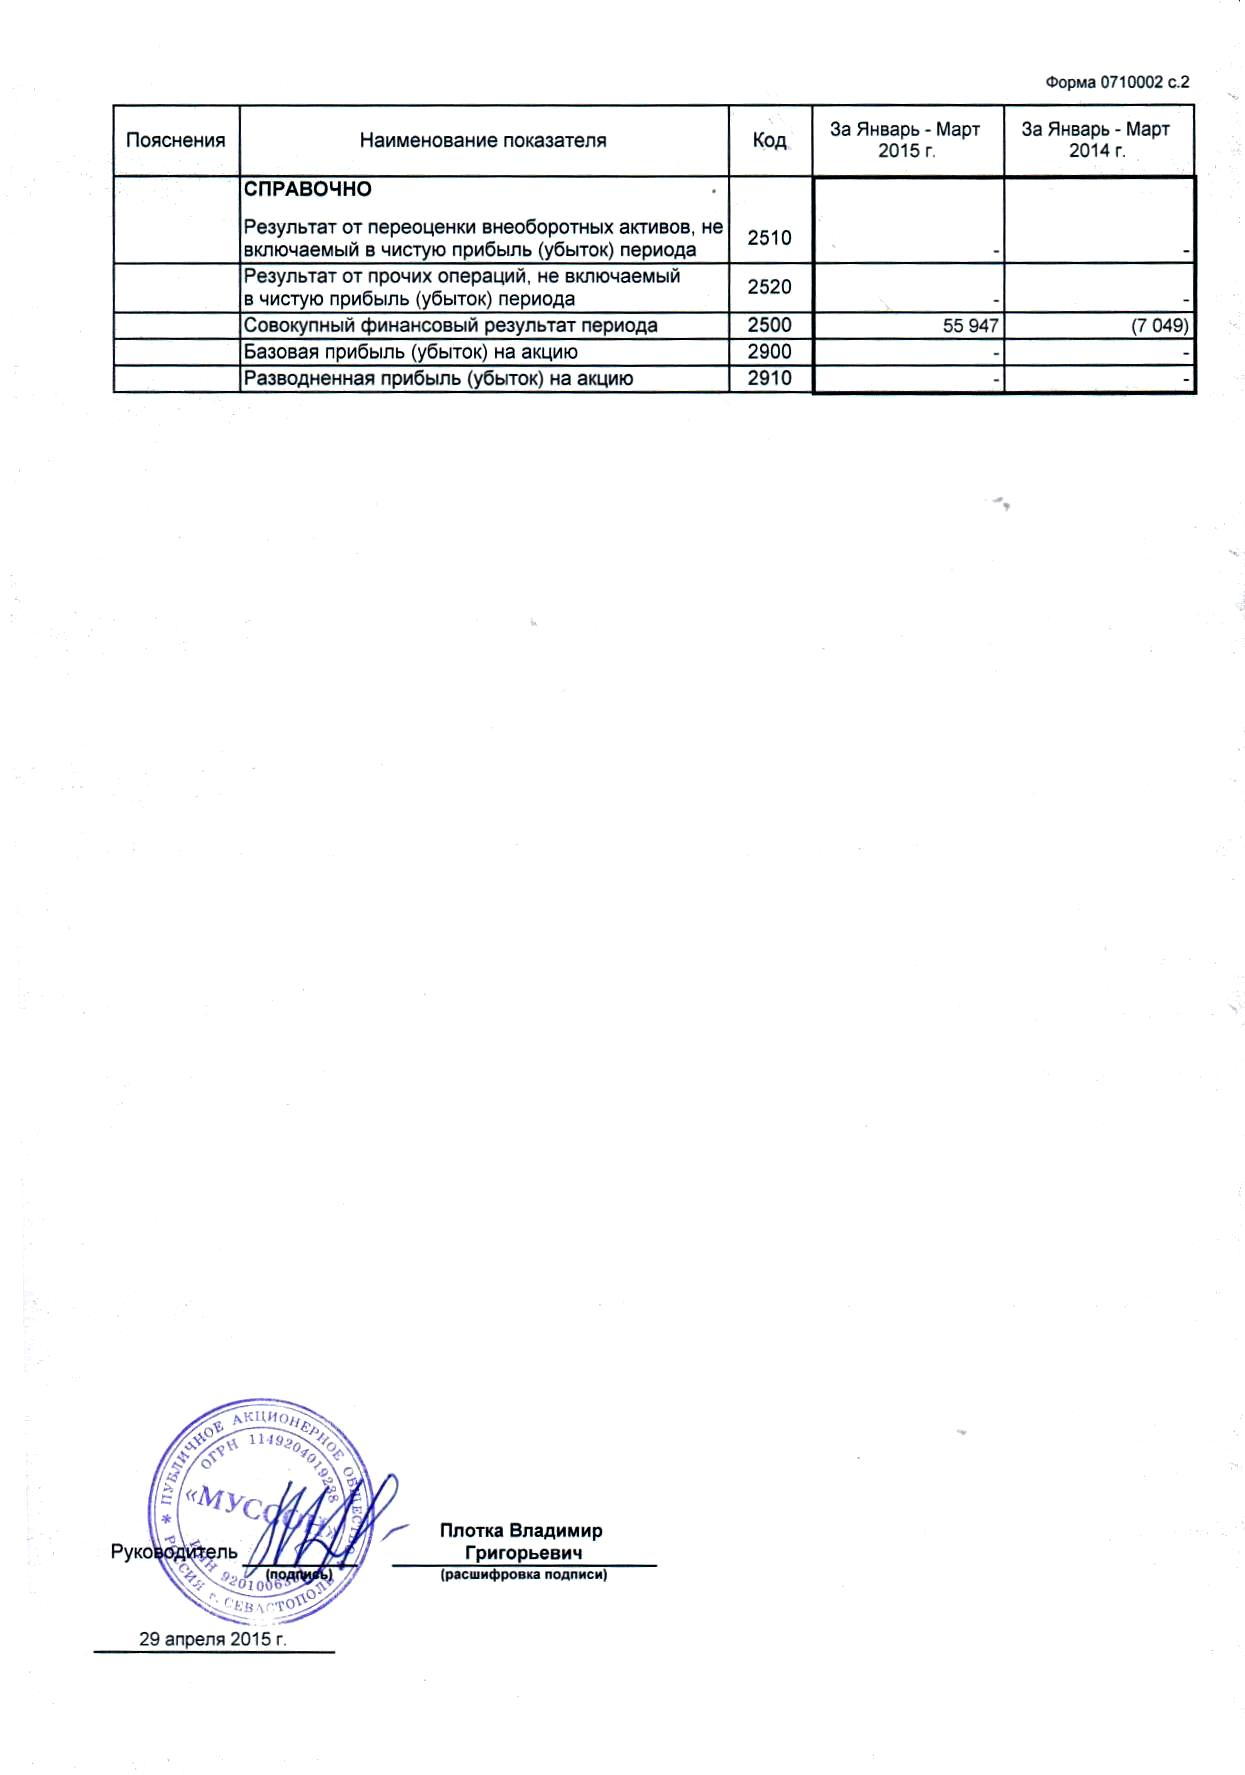 Форма 0710002 с.2
Пояснения
Наименование показателя
Код
За Январь - Март
2015 г.
За Январь - Март
2014 г.
СПРАВОЧНО
Результат от переоценки внеоборотных активов, не
включаемый в чистую прибыль (убыток) периода
2510
-
-
Результат от прочих операций, не включаемый
в чистую прибыль (убыток) периода
2520
-
-
Совокупный финансовый результат периода
2500
55 947
(7 049)
Базовая прибыль (убыток) на акцию
2900
-
-
Разводненная прибыль (убыток) на акцию
2910
-
-
* ПУБЛИЧНОЕ АКЦИОНЕРНОЕ ОБЩЕСТВО *
ОГРН 1149204019238
«МУССОН»
ИНН
РОССИЯ г. СЕВАСТОПОЛЬ
Руководитель
(подпись)
Плотка Владимир
Григорьевич
(расшифровка подписи)
29 апреля 2015 г.